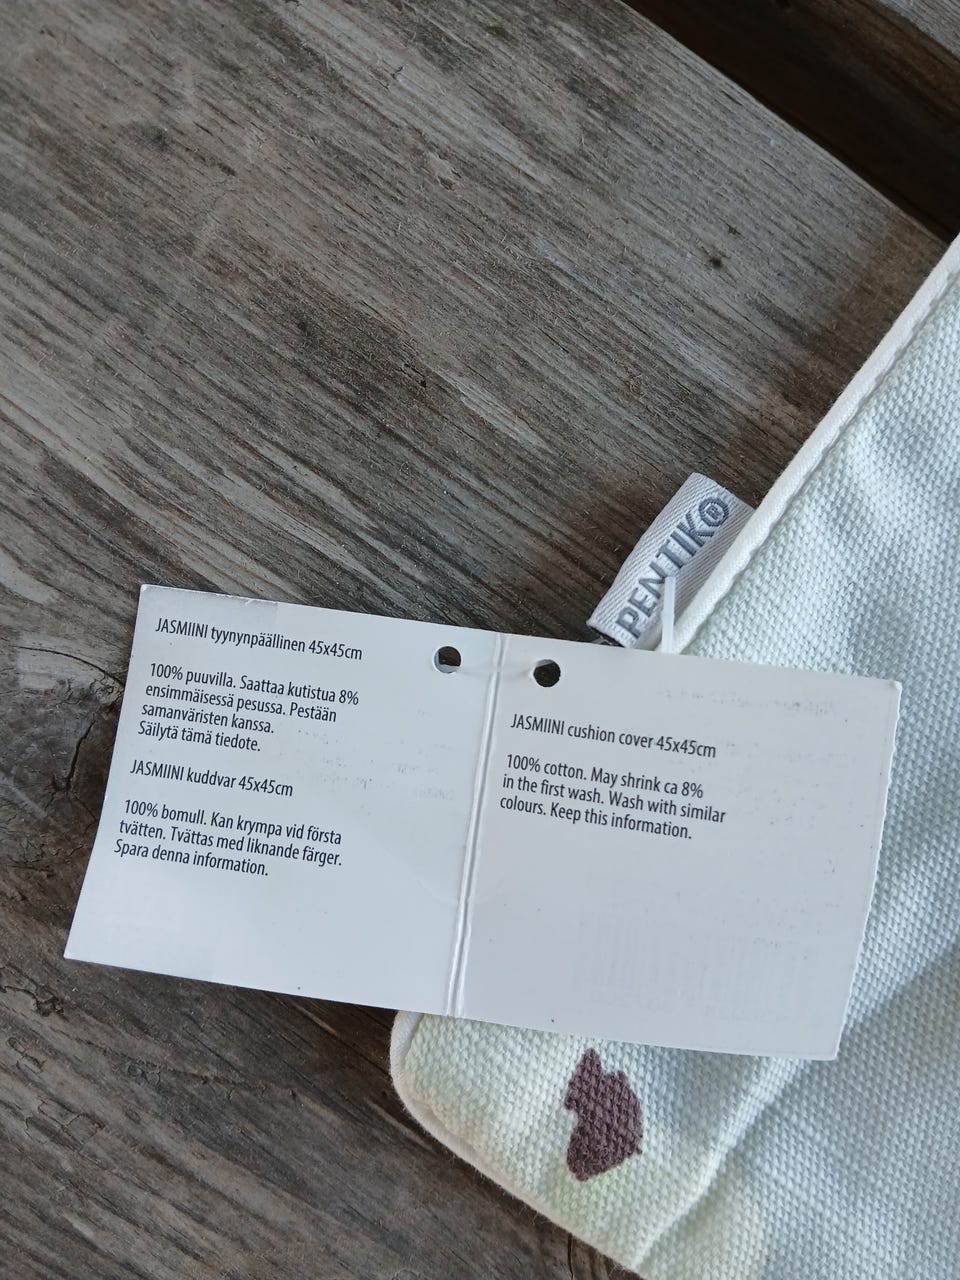 PENTIK®
JASMIINI tyynynpäällinen 45x45cm
100% puuvilla. Saattaa kutistua 8%
ensimmäisessä pesussa. Pestään
samanväristen kanssa.
Säilytä tämä tiedote.
JASMIINI kuddvar 45x45cm
100% bomull. Kan krympa vid första
tvätten. Tvättas med liknande färger.
Spara denna information.
JASMIINI cushion cover 45x45cm
100% cotton. May shrink ca 8%
in the first wash. Wash with similar
colours. Keep this information.